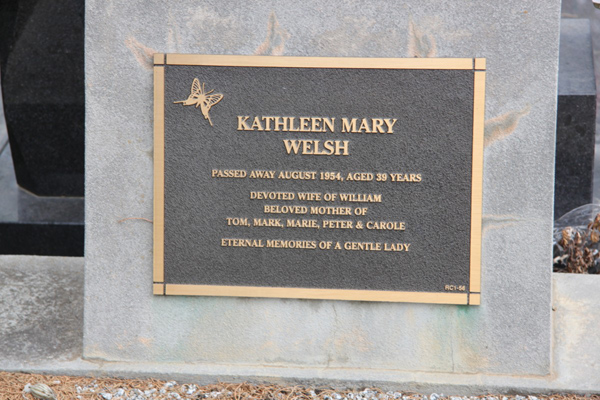 KATHLEEN MARY
WELSH
PASSED AWAY AUGUST 1954, AGED 39 YEARS
DEVOTED WIFE OF WILLIAM
BELOVED MOTHER OF
TOM, MARK, MARIE, PETER & CAROLE
ETERNAL MEMORIES OF A GENTLE LADY
RC1-56